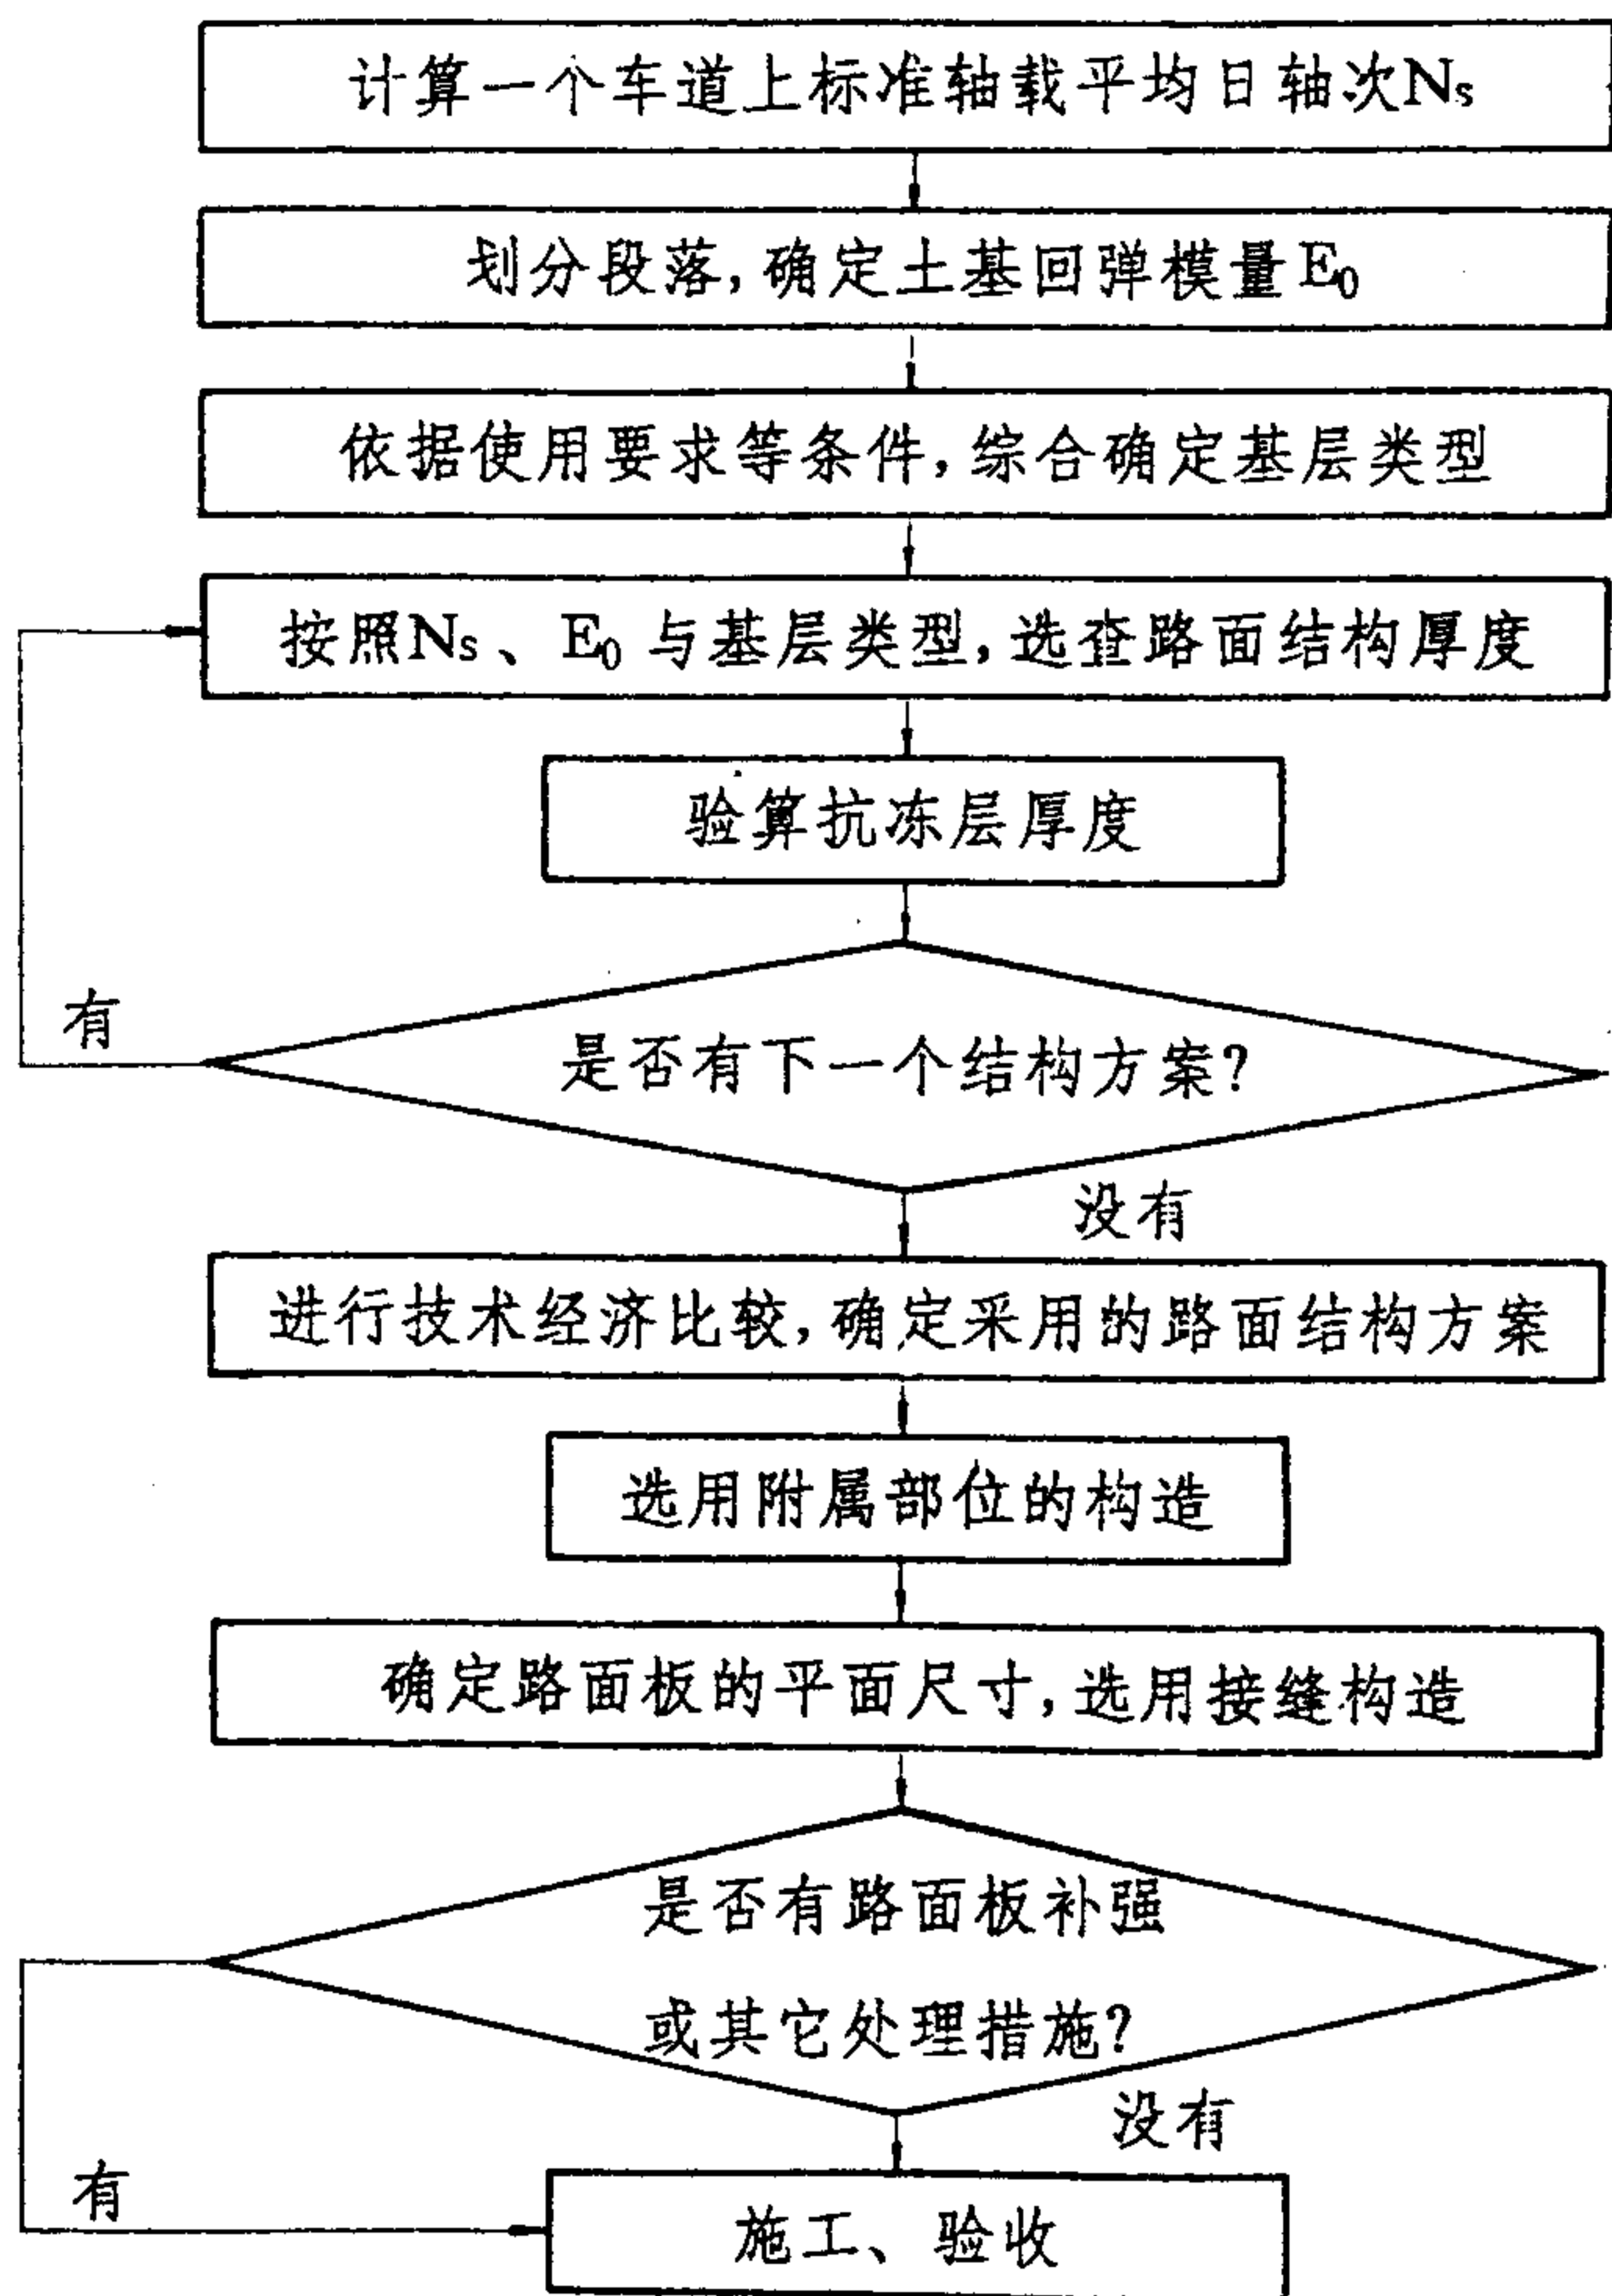 计算一个车道上标准轴载平均日轴次Ns
划分段落,确定土基回弹模量E0
依据使用要求等条件,综合确定基层类型
按照Ns、E0与基层类型,选查路面结构厚度
验算抗冻层厚度
有
是否有下一个结构方案?
没有
进行技术经济比较,确定采用的路面结构方案
选用附属部位的构造
确定路面板的平面尺寸,选用接缝构造
是否有路面板补强
或其它处理措施?
没有
有
施工、验收